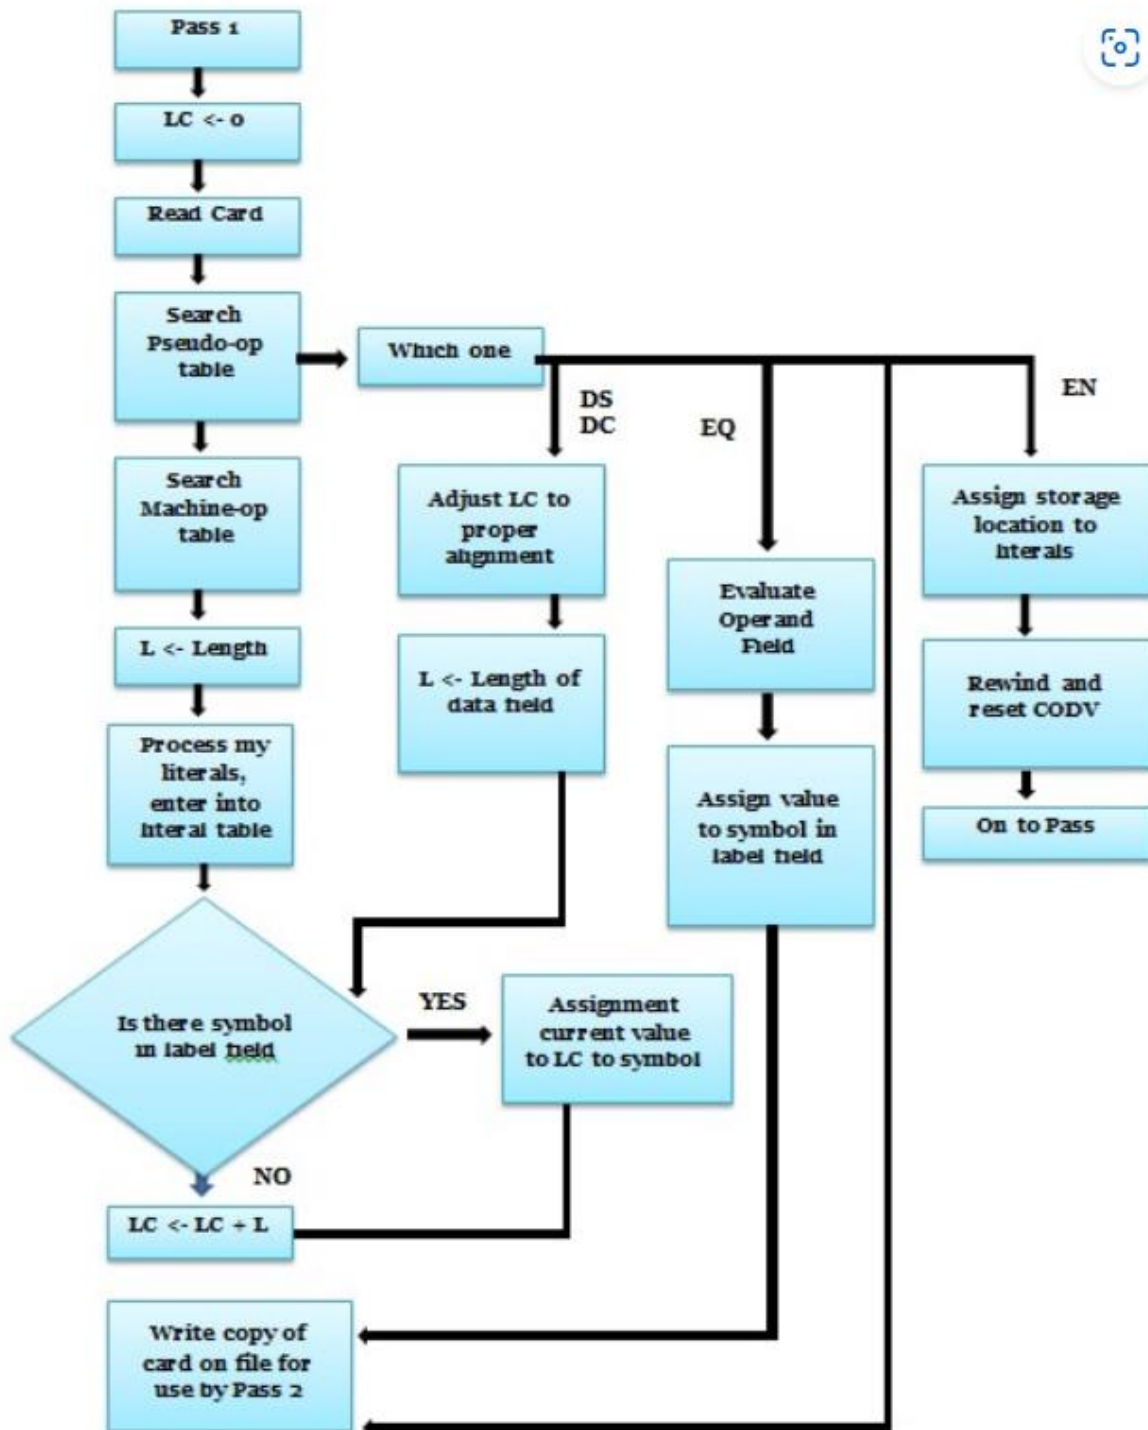 Pass 1
LC <- 0
Read Card
Search
Pseudo-op
table
Which one
DS
DC
EQ
EN
Search
Machine-op
table
Adjust LC to
proper
alignment
Assign storage
location to
literals
Evaluate
Operand
Field
L <- Length
L <- Length of
data field
Rewind and
reset CODV
Process my
literals,
enter into
literal table
Assign value
to symbol in
label field
On to Pass
Is there symbol
in label field
YES
Assignment
current value
to LC to symbol
NO
LC <- LC + L
Write copy of
card on file for
use by Pass 2